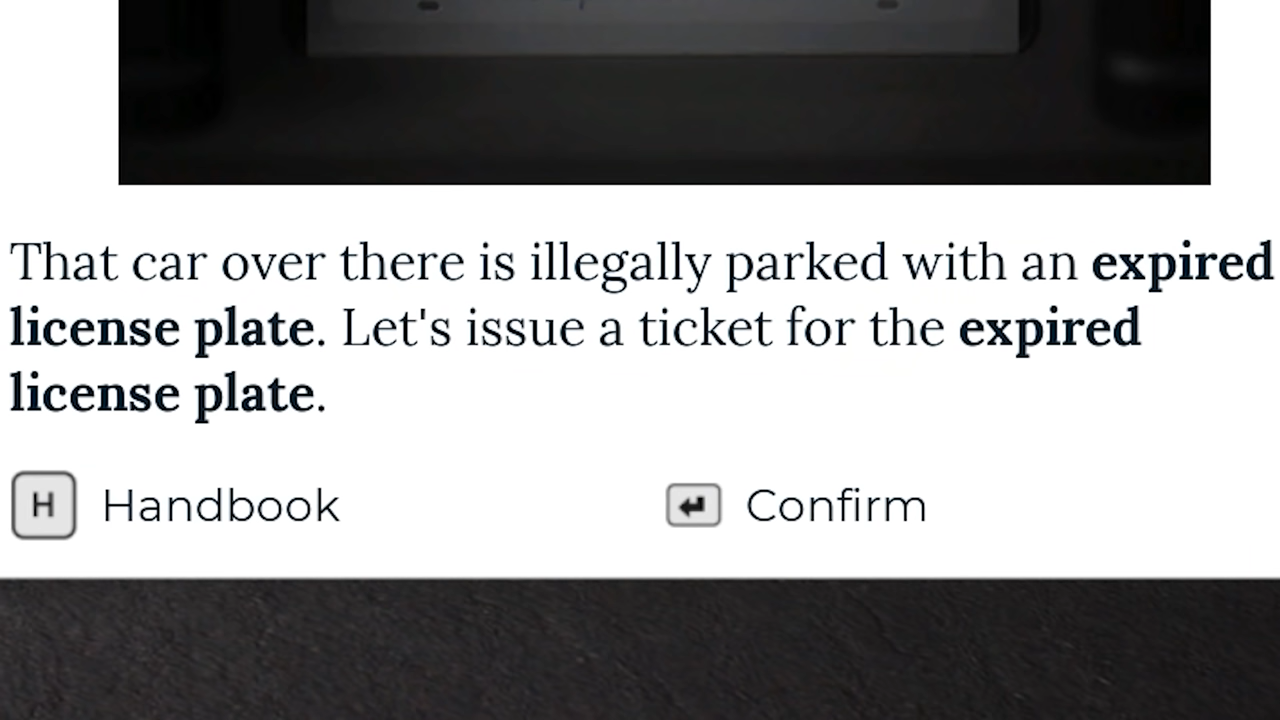 That car over there is illegally parked with an expired
license plate. Let's issue a ticket for the expired
license plate.
H Handbook Confirm